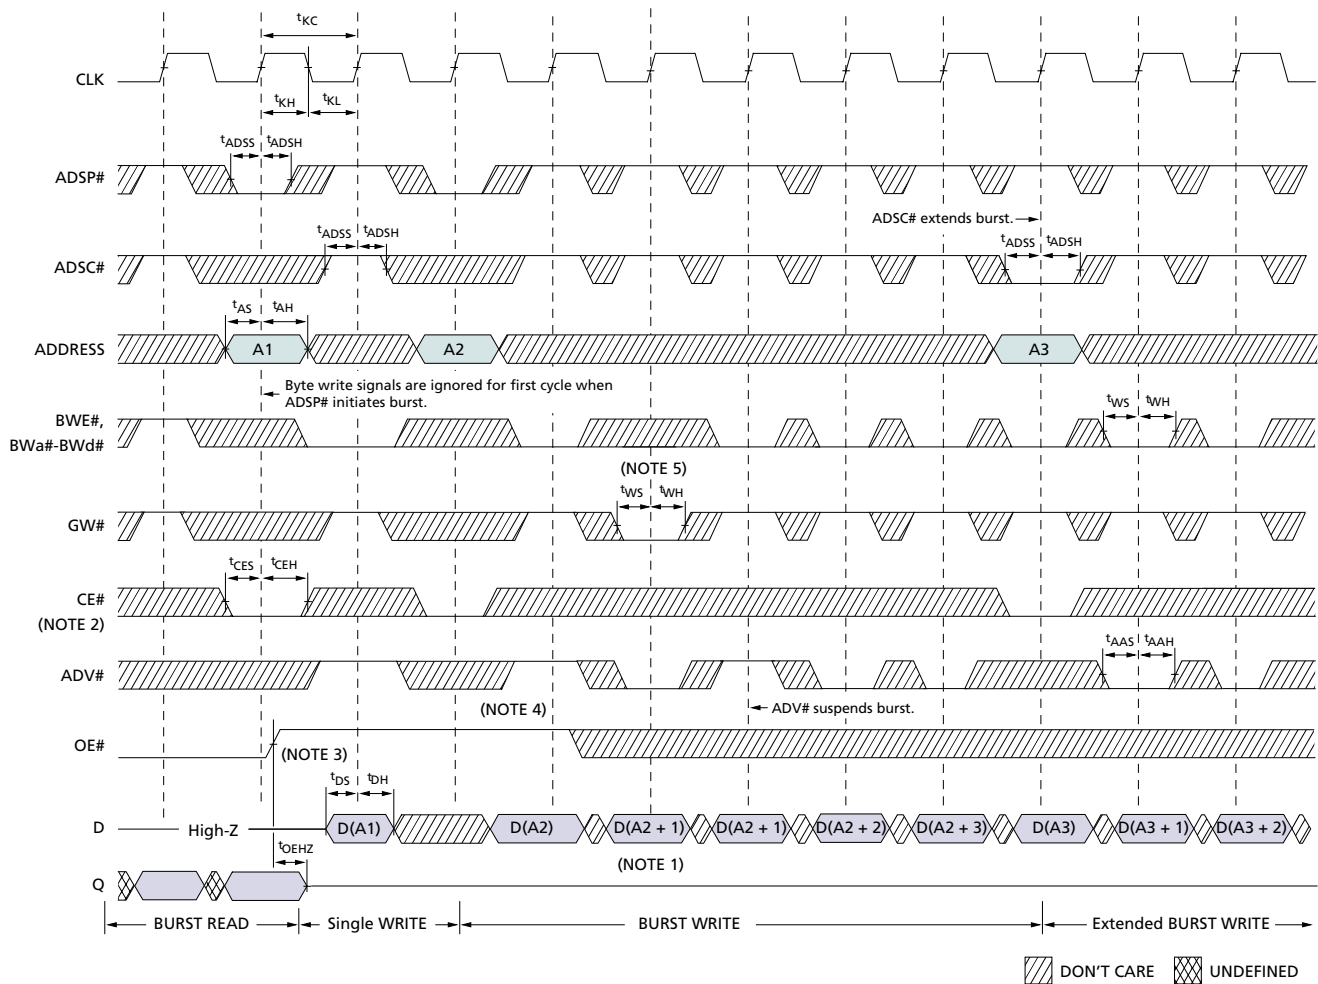 tKC
CLK
tKH
tKL
tADSS
tADSH
ADSP#
ADSC# extends burst.
tADSS
tADSH
tADSS
tADSH
ADSC#
tAS
tAH
ADDRESS
A1
A2
A3
Byte write signals are ignored for first cycle when
ADSP# initiates burst.
BWE#,
BWa#-BWd#
tWS
tWH
(NOTE 5)
tWS
tWH
GW#
tCES
tCEH
CE#
(NOTE 2)
tAAS
tAAH
ADV#
(NOTE 4)
ADV# suspends burst.
OE#
(NOTE 3)
tDS
tDH
D
High-Z
D(A1)
D(A2)
D(A2 + 1)
D(A2 + 1)
D(A2 + 2)
D(A2 + 3)
D(A3)
D(A3 + 1)
D(A3 + 2)
tOEHZ
(NOTE 1)
Q
BURST READ
Single WRITE
BURST WRITE
Extended BURST WRITE
DON'T CARE
UNDEFINED